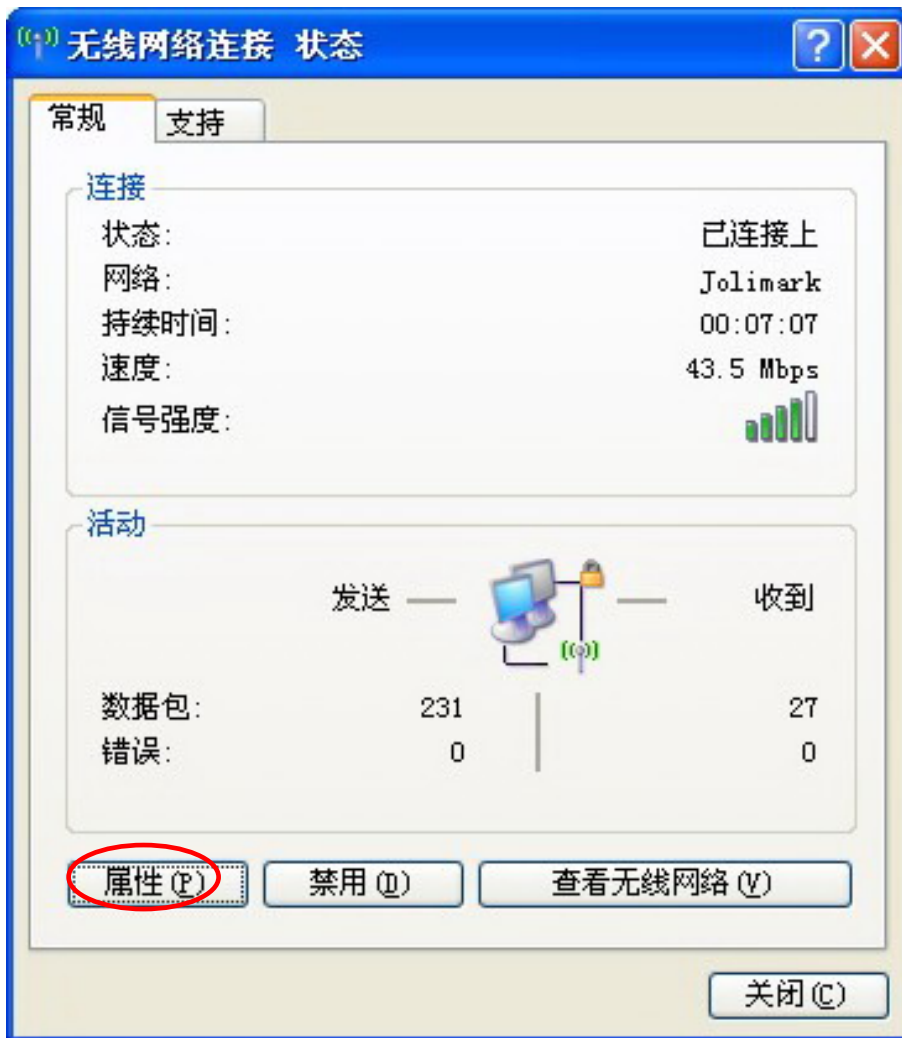 无线网络连接 状态
常规 支持
连接
状态: 已连接上
网络: Jolimark
持续时间: 00:07:07
速度: 43.5 Mbps
信号强度:
活动
发送 — — 收到
数据包: 231 27
错误: 0 0
属性(P) 禁用(D) 查看无线网络(V)
关闭(C)